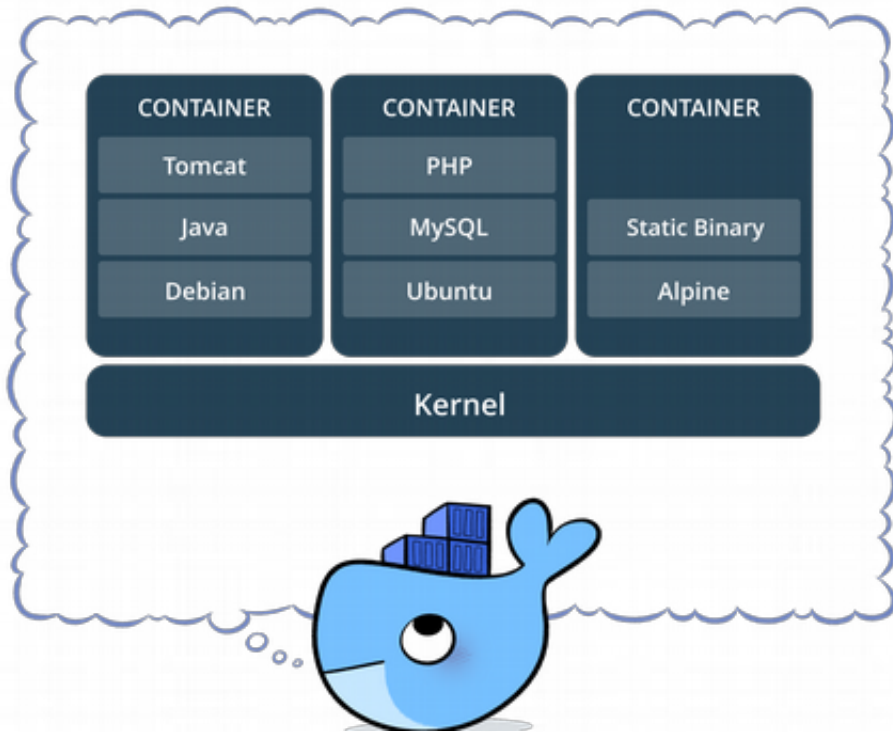 CONTAINER
Tomcat
Java
Debian
CONTAINER
PHP
MySQL
Ubuntu
CONTAINER
Static Binary
Alpine
Kernel